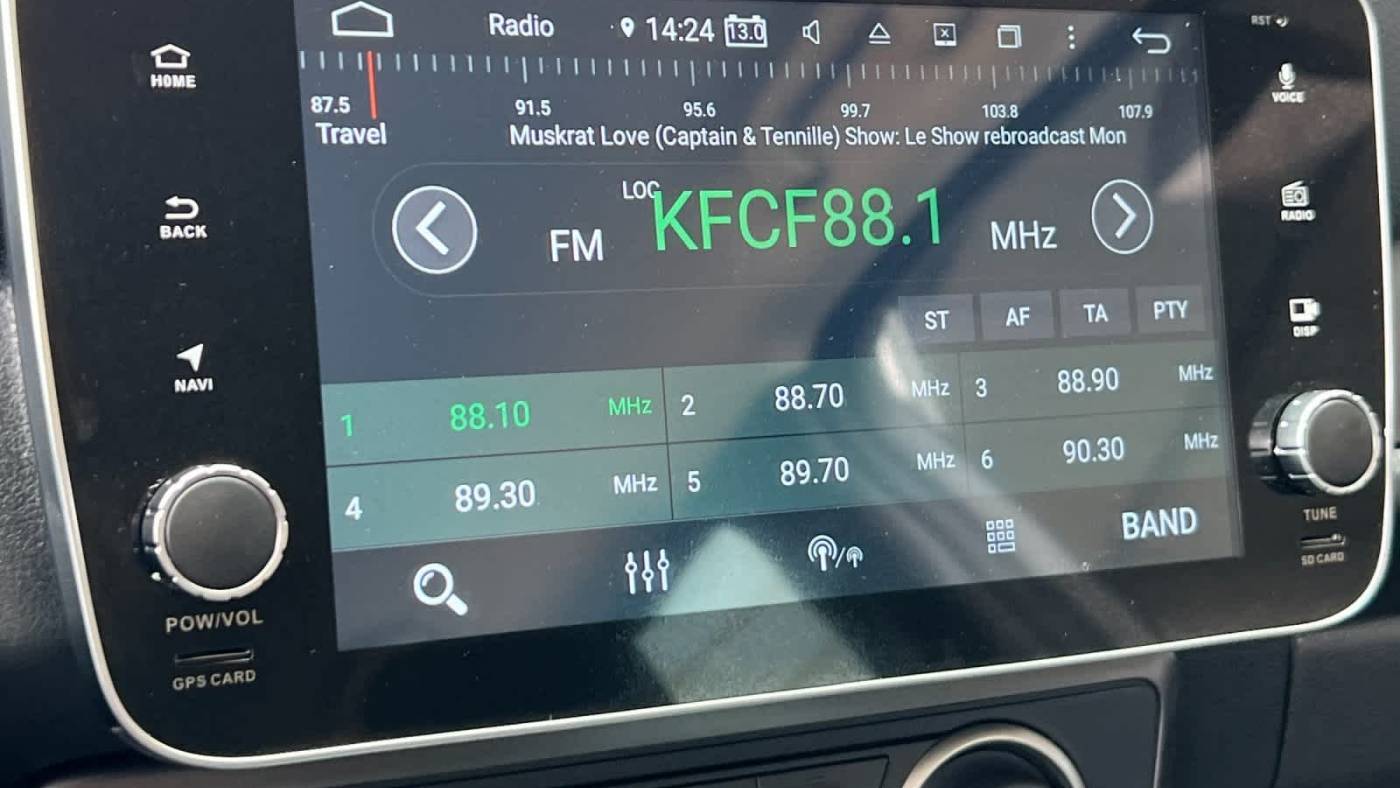 Radio 14:24 13.0
87.5 91.5 95.6 99.7 103.8 107.9
Travel Muskrat Love (Captain & Tennille) Show: Le Show rebroadcast Mon
LOC
FM KFCF88.1 MHz
ST AF TA PTY
1 88.10 MHz 2 88.70 MHz 3 88.90 MHz
4 89.30 MHz 5 89.70 MHz 6 90.30 MHz
BAND
HOME
BACK
NAVI
POW/VOL
GPS CARD
RST
VOICE
RADIO
DISP
TUNE
SD CARD